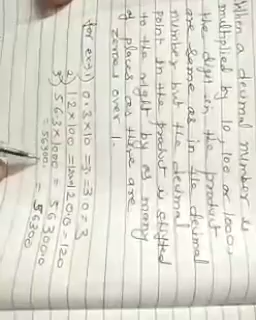 When a decimal number is
multiplied by 10, 100 or 1000,
the digit in the product
are same as in the decimal
number but the decimal
point in the product is shifted
to the right by as many
of places as there are
zeroes over 1.
for ex: 1) 0.3 x 10 = 3.0 = 3
2) 1.2 x 100 = 120.0 = 120
3) 56.3 x 1000 = 563000
= 56300
= 56300